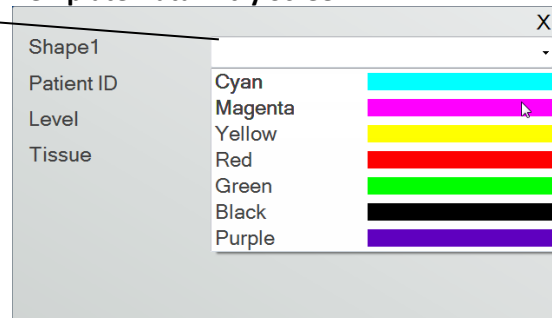 X
Shape1
Patient ID
Level
Tissue
Cyan
Magenta
Yellow
Red
Green
Black
Purple